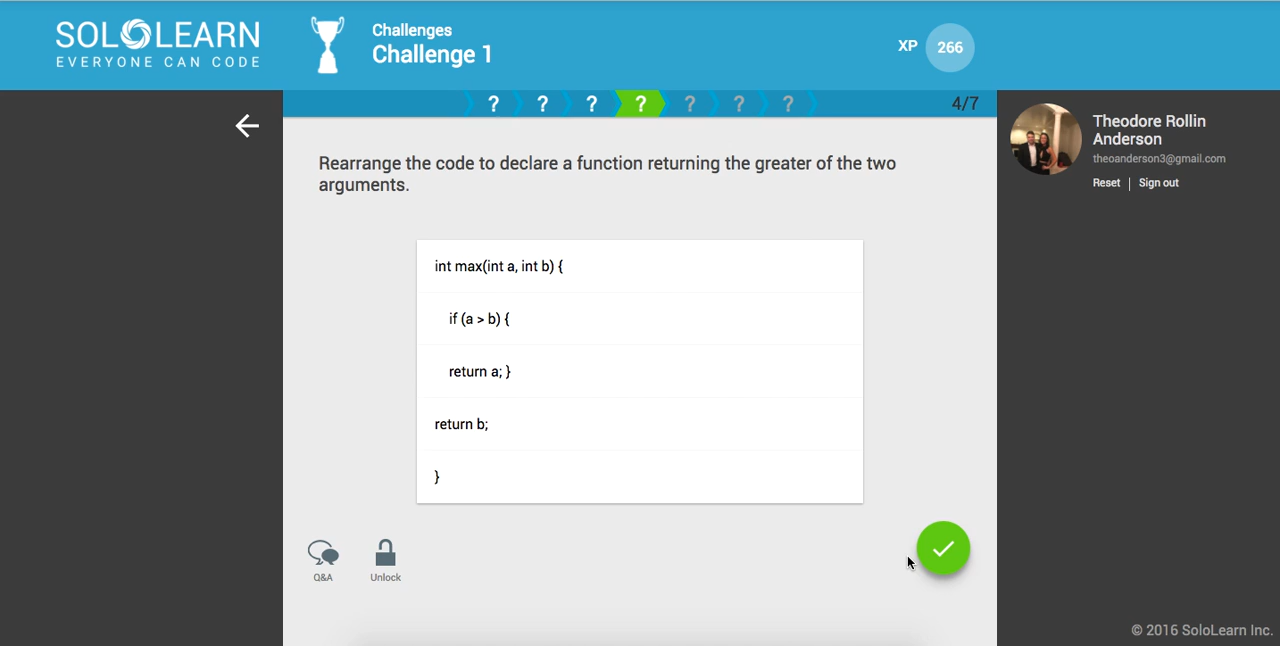 SOLOLEARN
EVERYONE CAN CODE
Challenges
Challenge 1
XP 266
? ? ? ? ? ? ?
4/7
Theodore Rollin
Anderson
theoanderson3@gmail.com
Reset | Sign out
Rearrange the code to declare a function returning the greater of the two
arguments.
int max(int a, int b) {
if (a > b) {
return a; }
return b;
}
Q&A
Unlock
© 2016 SoloLearn Inc.